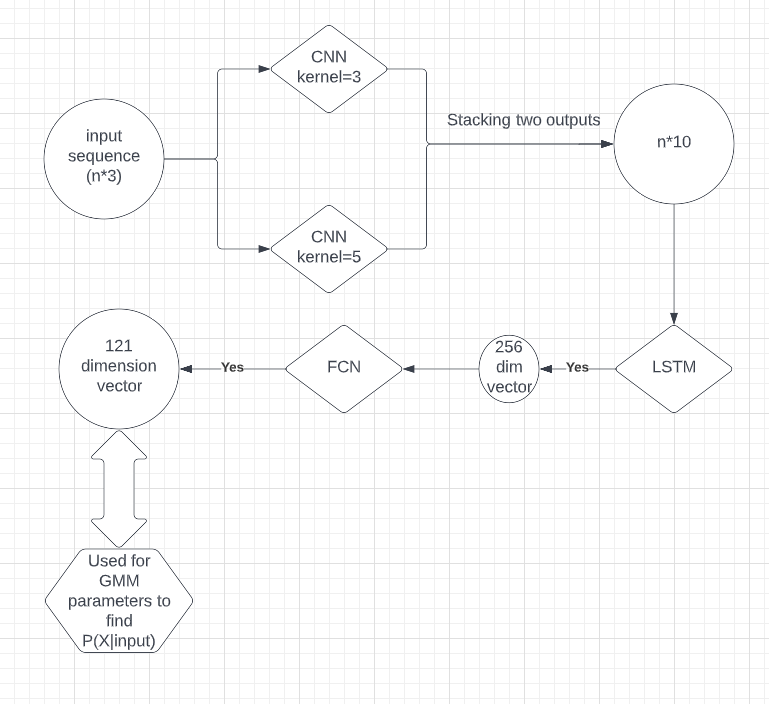 CNN
kernel=3
input
sequence
(n*3)
Stacking two outputs
n*10
CNN
kernel=5
121
dimension
vector
Yes
FCN
256
dim
vector
Yes
LSTM
Used for
GMM
parameters to
find
P(X|input)